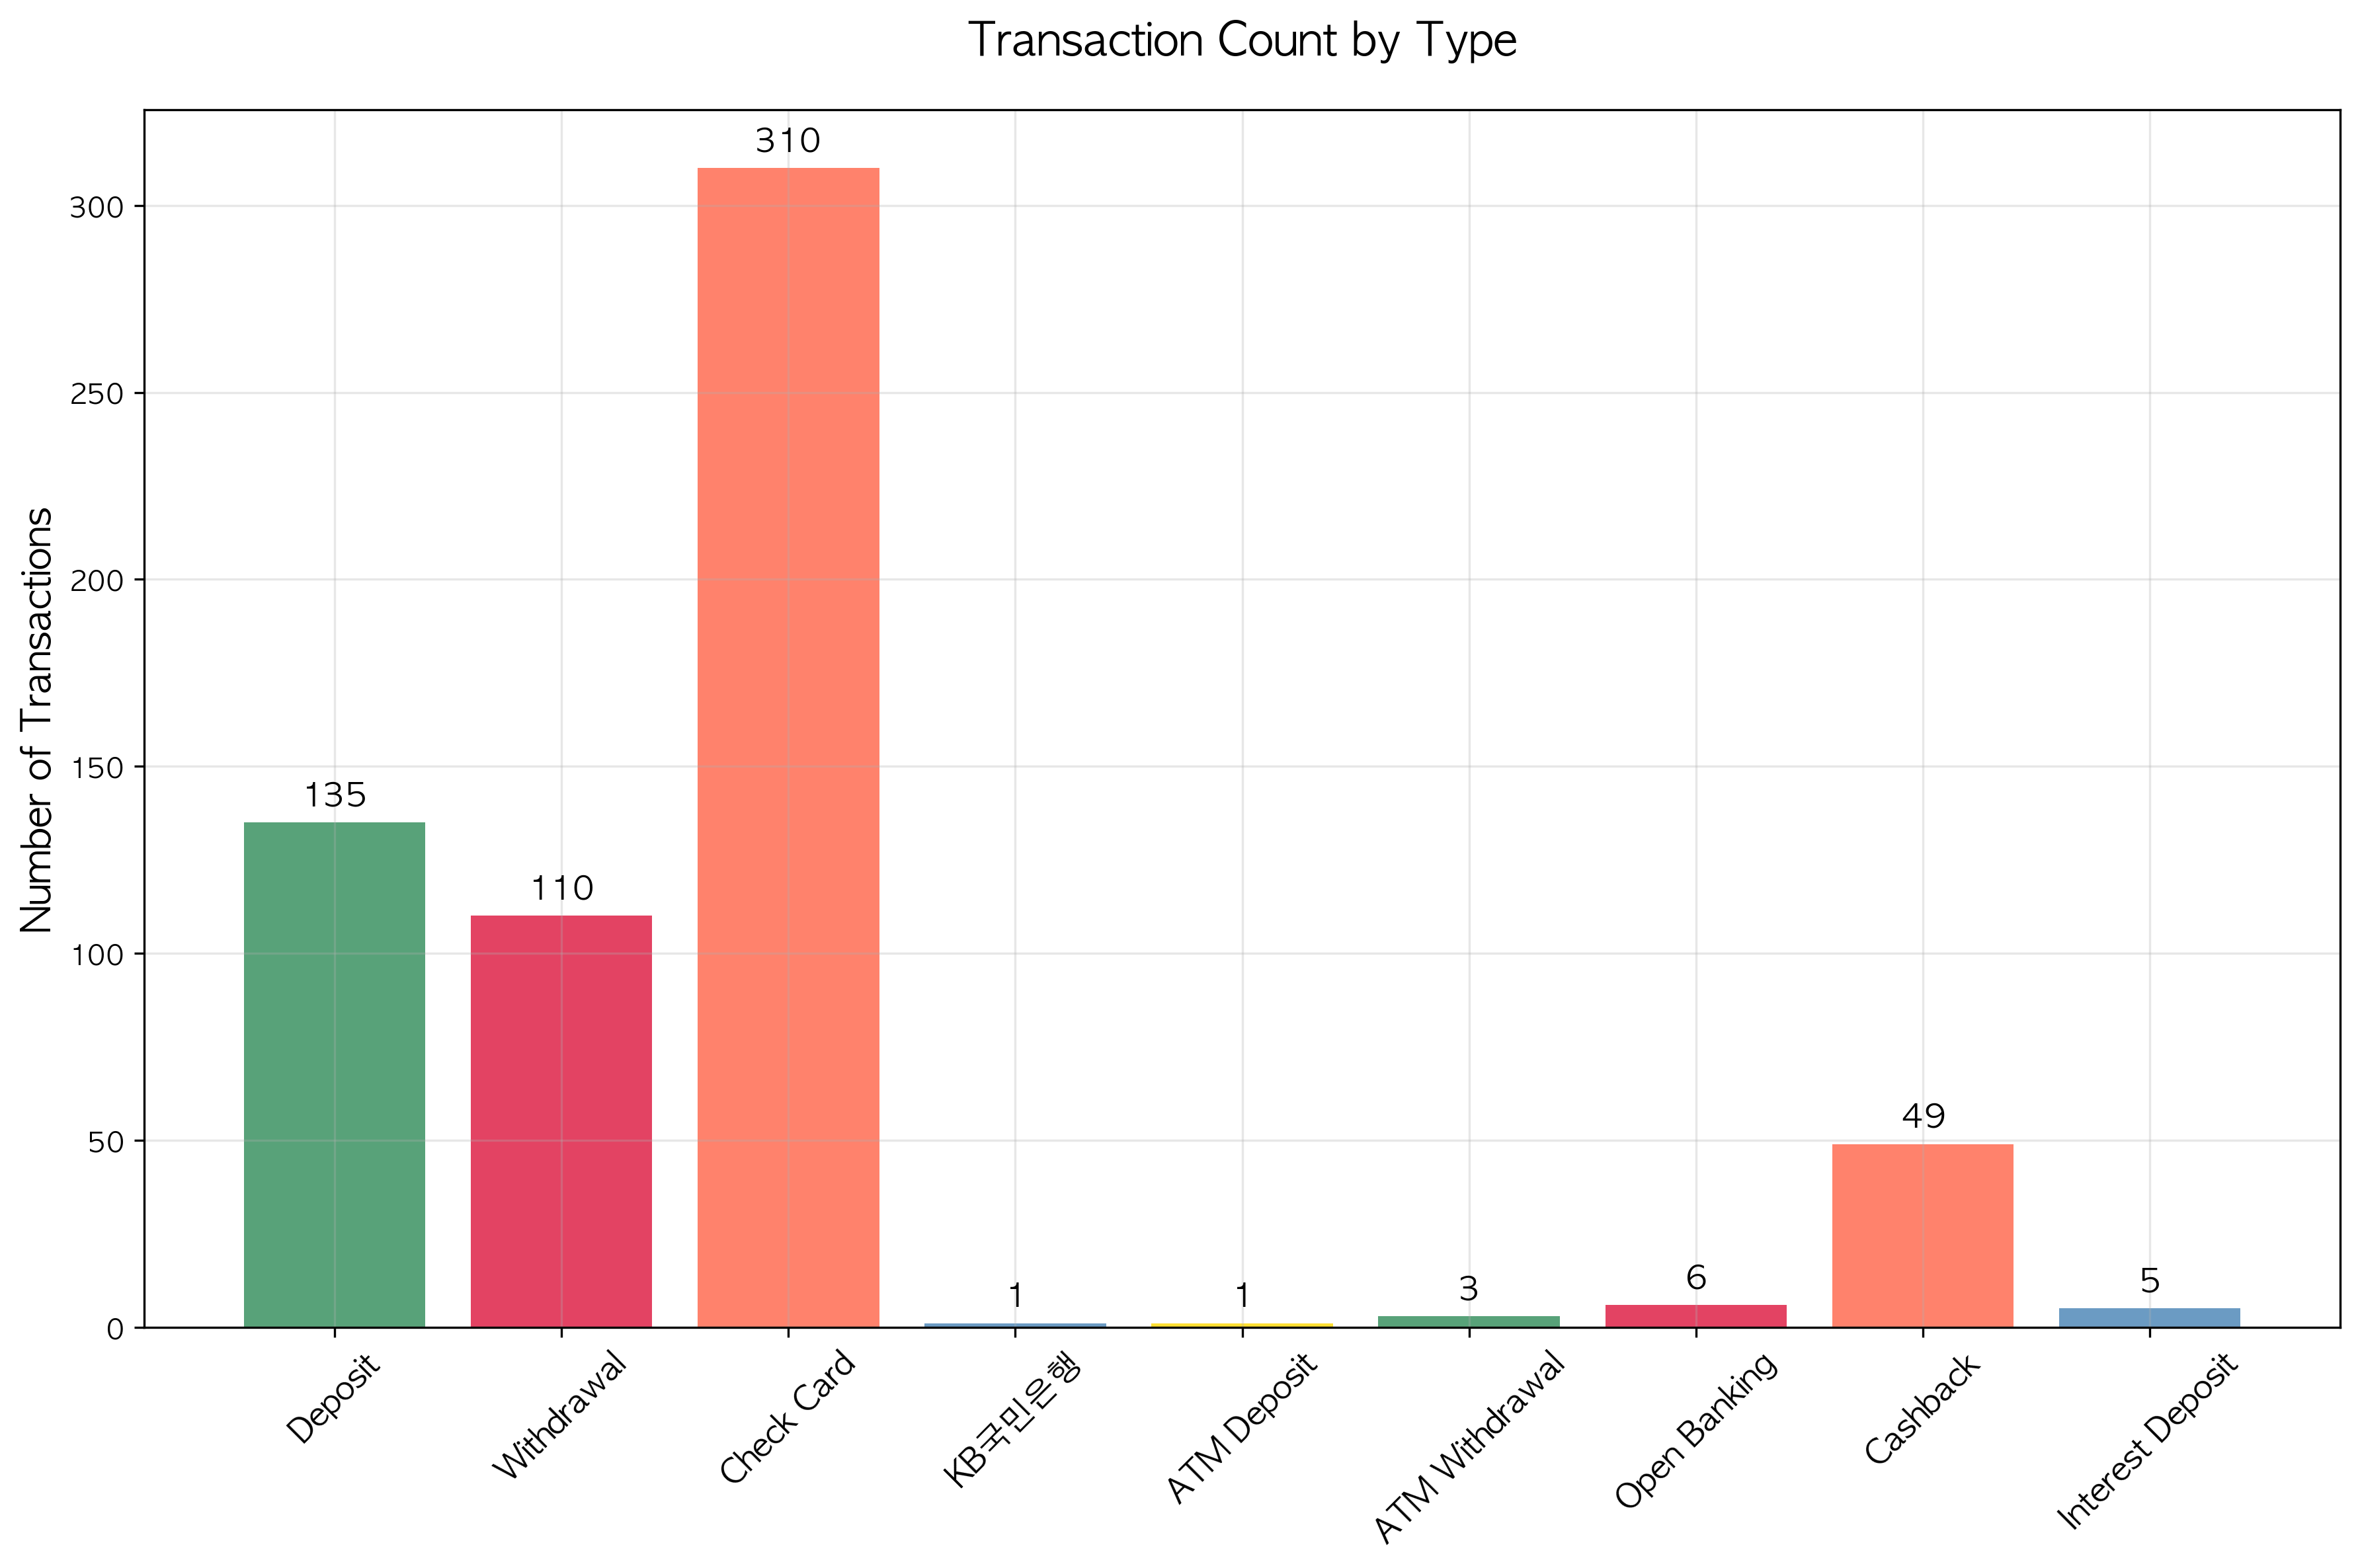 Transaction Count by Type
Number of Transactions
300
250
200
150
100
50
0
135
110
310
1
1
3
6
49
5
Deposit
Withdrawal
Check Card
KB국민은행
ATM Deposit
ATM Withdrawal
Open Banking
Cashback
Interest Deposit